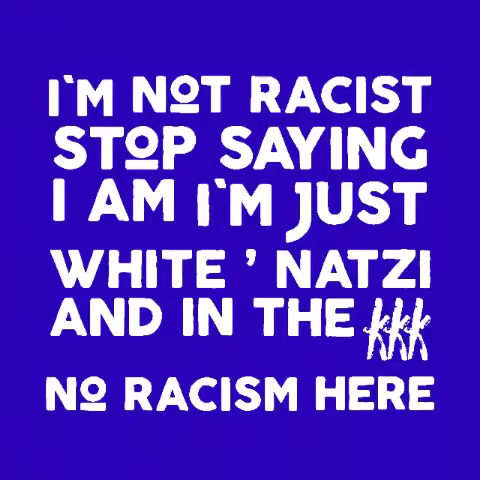 I'M NOT RACIST
STOP SAYING
I AM I'M JUST
WHITE ' NATZI
AND IN THE KKK
NO RACISM HERE